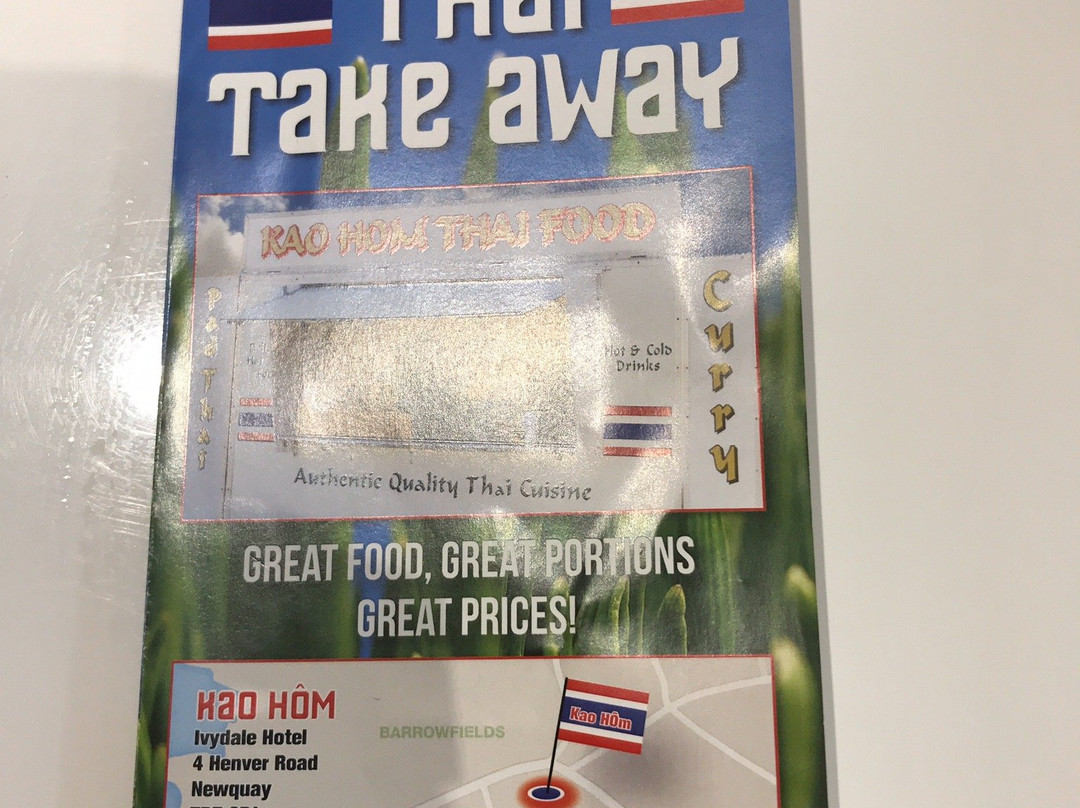 Thai
Take away
KAO HOM THAI FOOD
Pad Thai
Hot & Cold
Drinks
Curry
Authentic Quality Thai Cuisine
GREAT FOOD, GREAT PORTIONS
GREAT PRICES!
Kao Hôm
Ivydale Hotel
4 Henver Road
Newquay
BARROWFIELDS
Kao Hôm